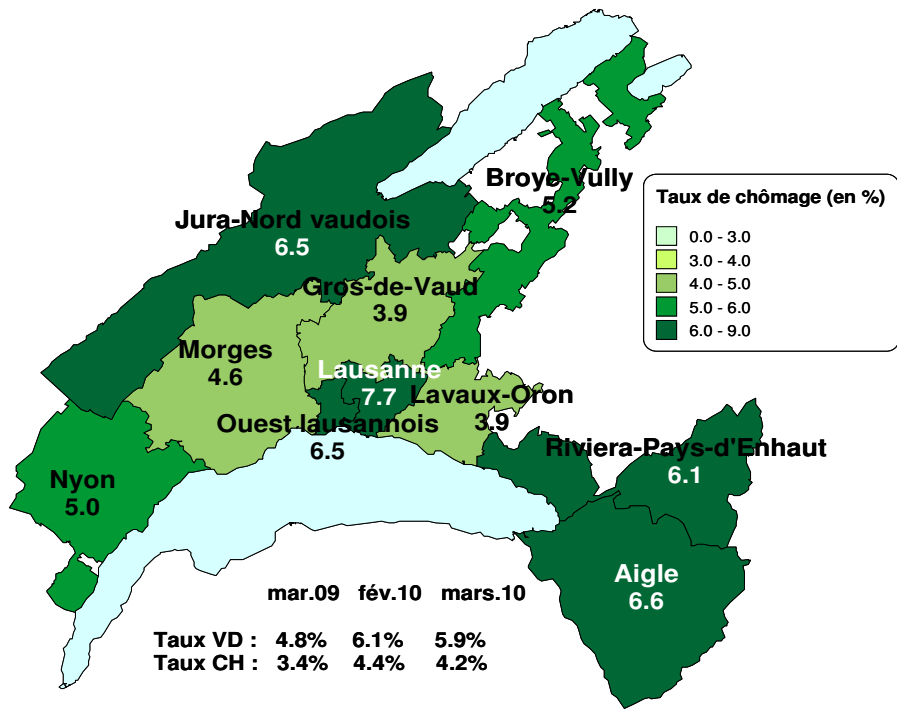 Broye-Vully
5.2
Taux de chômage (en %)
0.0 - 3.0
3.0 - 4.0
4.0 - 5.0
5.0 - 6.0
6.0 - 9.0
Jura-Nord vaudois
6.5
Gros-de-Vaud
3.9
Morges
4.6
Lausanne
7.7
Lavaux-Oron
3.9
Ouest lausannois
6.5
Riviera-Pays-d'Enhaut
6.1
Nyon
5.0
Aigle
6.6
mar.09 fév.10 mars.10
Taux VD : 4.8% 6.1% 5.9%
Taux CH : 3.4% 4.4% 4.2%